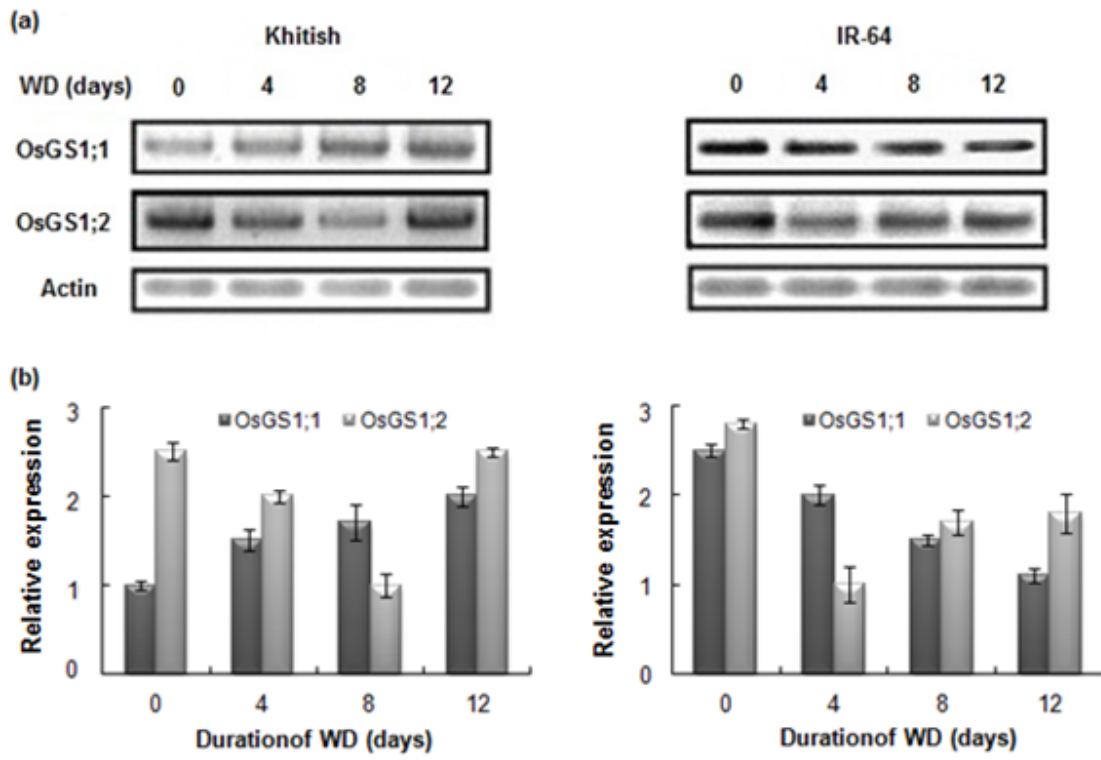 (a)
Khitish IR-64
WD (days) 0 4 8 12 0 4 8 12
OsGS1;1
OsGS1;2
Actin
(b)
3 OsGS1;1 OsGS1;2
2
1
0
Relative expression
0 4 8 12
Durationof WD (days)
3 OsGS1;1 OsGS1;2
2
1
0
Relative expression
0 4 8 12
Durationof WD (days)